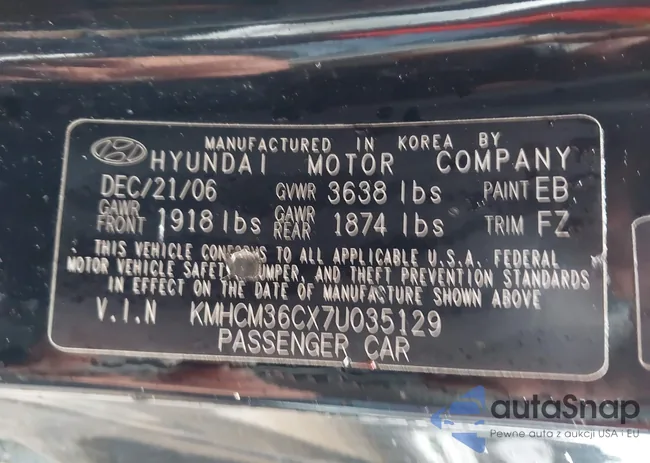 MANUFACTURED IN KOREA BY
HYUNDAI MOTOR COMPANY
DEC/21/06 GVWR 3638 lbs PAINT EB
GAWR FRONT 1918 lbs GAWR REAR 1874 lbs TRIM FZ
THIS VEHICLE CONFORMS TO ALL APPLICABLE U.S.A. FEDERAL
MOTOR VEHICLE SAFETY, BUMPER, AND THEFT PREVENTION STANDARDS
IN EFFECT ON THE DATE OF MANUFACTURE SHOWN ABOVE
V.I.N KMHCM36CX7U035129
PASSENGER CAR
autaSnap
Pewne auta z aukcji USA i EU